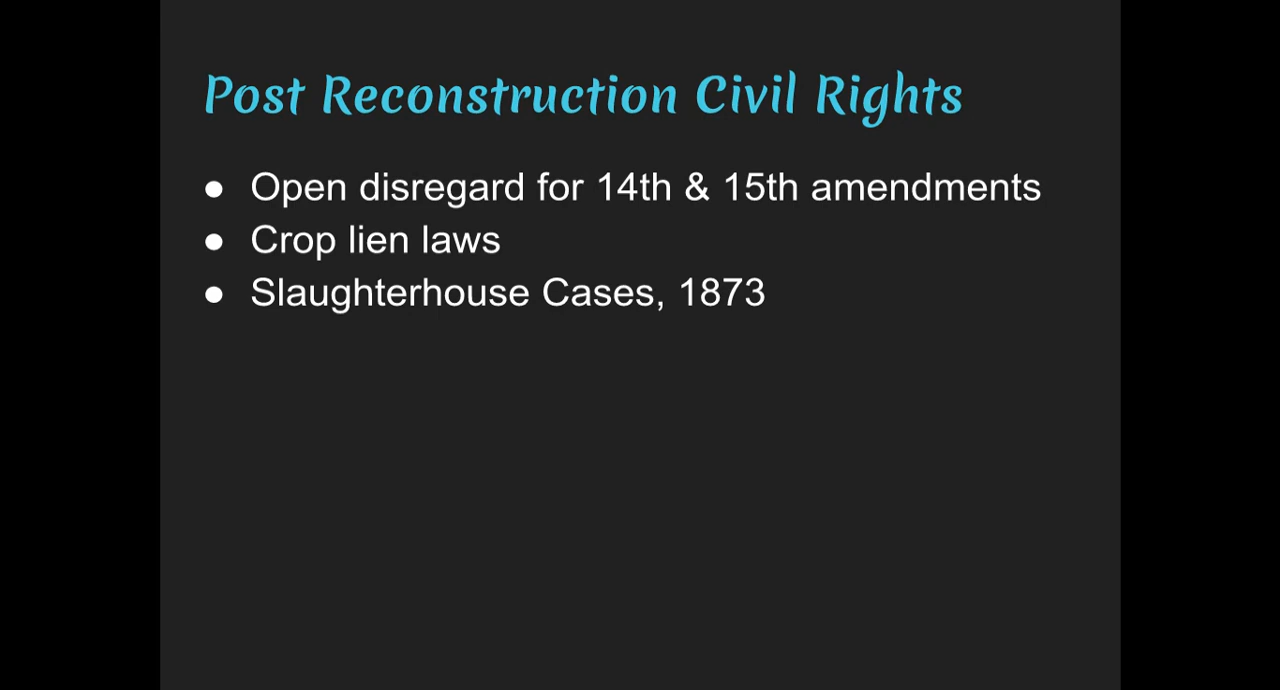 Post Reconstruction Civil Rights
● Open disregard for 14th & 15th amendments
● Crop lien laws
● Slaughterhouse Cases, 1873